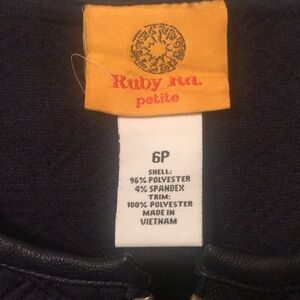 Ruby Rd.
petite
6P
SHELL:
96% POLYESTER
4% SPANDEX
TRIM:
100% POLYESTER
MADE IN
VIETNAM